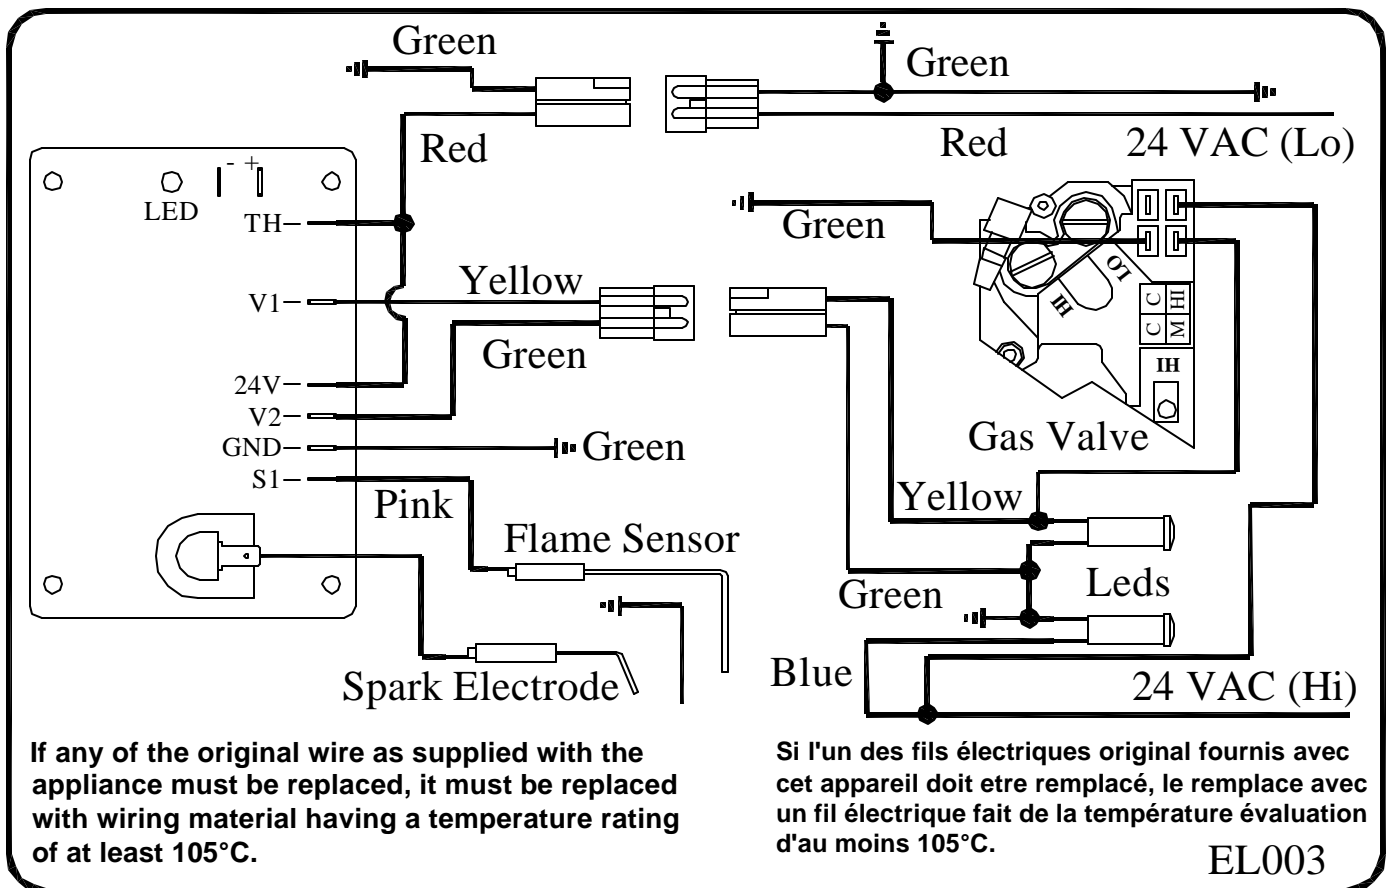 Green
Green
Red
Red
24 VAC (Lo)
- +
LED
TH
Green
Yellow
V1
LO
HI
C HI
C M
Green
24V
HI
V2
GND
Green
Gas Valve
S1
Pink
Yellow
Flame Sensor
Leds
Green
Blue
Spark Electrode
24 VAC (Hi)
If any of the original wire as supplied with the
appliance must be replaced, it must be replaced
with wiring material having a temperature rating
of at least 105°C.
Si l'un des fils électriques original fournis avec
cet appareil doit etre remplacé, le remplace avec
un fil électrique fait de la température évaluation
d'au moins 105°C.
EL003